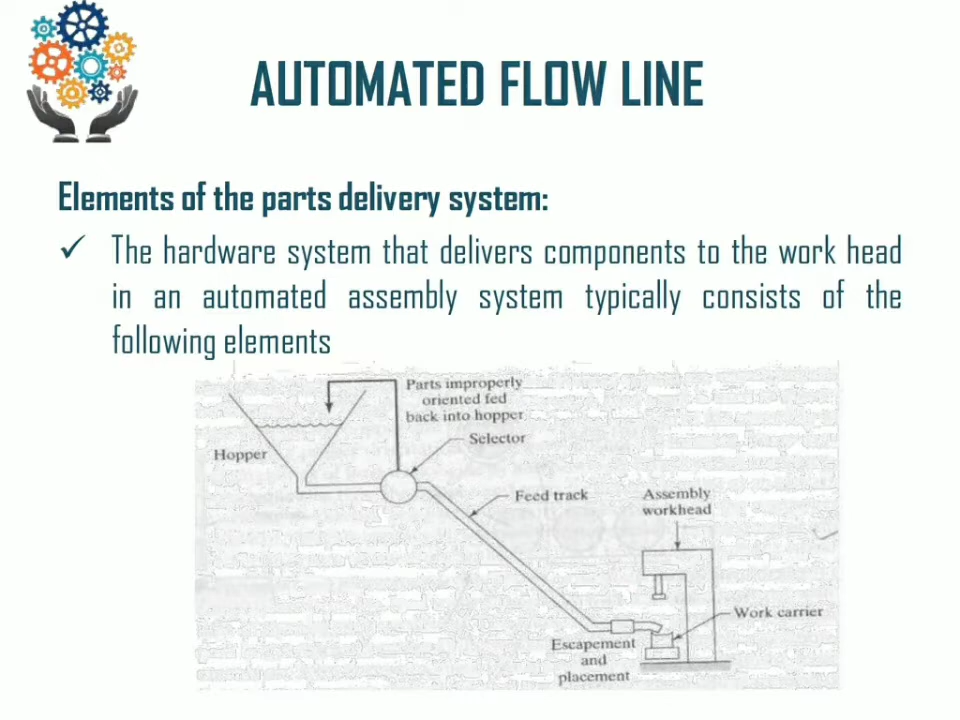 AUTOMATED FLOW LINE
Elements of the parts delivery system:
The hardware system that delivers components to the work head
in an automated assembly system typically consists of the
following elements
Parts improperly
oriented fed
back into hopper
Selector
Hopper
Feed track
Assembly
workhead
Work carrier
Escapement
and
placement